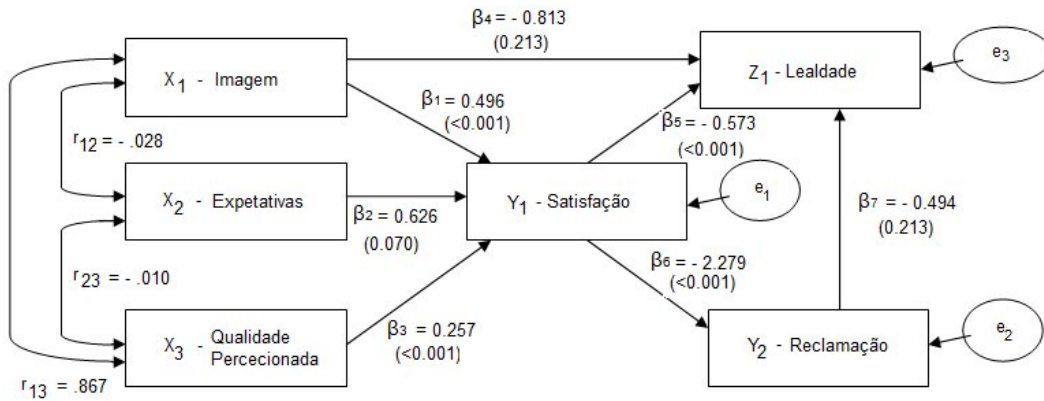 β4 = - 0.813
(0.213)
X1 - Imagem
Z1 - Lealdade
e3
β1 = 0.496
(<0.001)
β5 = - 0.573
(<0.001)
r12 = - .028
X2 - Expetativas
β2 = 0.626
(0.070)
Y1 - Satisfação
e1
β7 = - 0.494
(0.213)
r23 = - .010
β6 = - 2.279
(<0.001)
X3 - Qualidade
Percecionada
β3 = 0.257
(<0.001)
Y2 - Reclamação
e2
r13 = .867